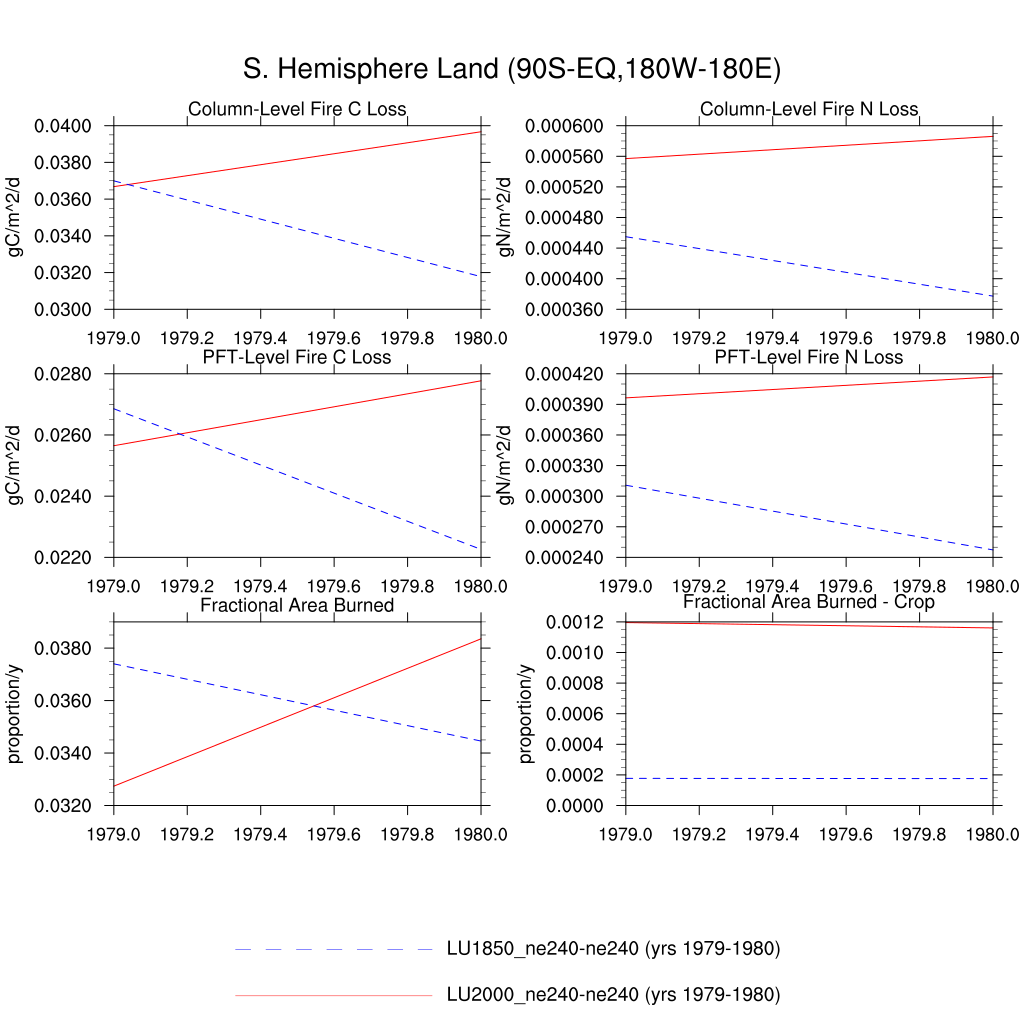 S. Hemisphere Land (90S-EQ,180W-180E)
Column-Level Fire C Loss
gC/m^2/d
0.0400
0.0380
0.0360
0.0340
0.0320
0.0300
1979.0 1979.2 1979.4 1979.6 1979.8 1980.0
Column-Level Fire N Loss
gN/m^2/d
0.000600
0.000560
0.000520
0.000480
0.000440
0.000400
0.000360
1979.0 1979.2 1979.4 1979.6 1979.8 1980.0
PFT-Level Fire C Loss
gC/m^2/d
0.0280
0.0260
0.0240
0.0220
1979.0 1979.2 1979.4 1979.6 1979.8 1980.0
PFT-Level Fire N Loss
gN/m^2/d
0.000420
0.000390
0.000360
0.000330
0.000300
0.000270
0.000240
1979.0 1979.2 1979.4 1979.6 1979.8 1980.0
Fractional Area Burned
proportion/y
0.0380
0.0360
0.0340
0.0320
1979.0 1979.2 1979.4 1979.6 1979.8 1980.0
Fractional Area Burned - Crop
proportion/y
0.0012
0.0010
0.0008
0.0006
0.0004
0.0002
0.0000
1979.0 1979.2 1979.4 1979.6 1979.8 1980.0
LU1850_ne240-ne240 (yrs 1979-1980)
LU2000_ne240-ne240 (yrs 1979-1980)